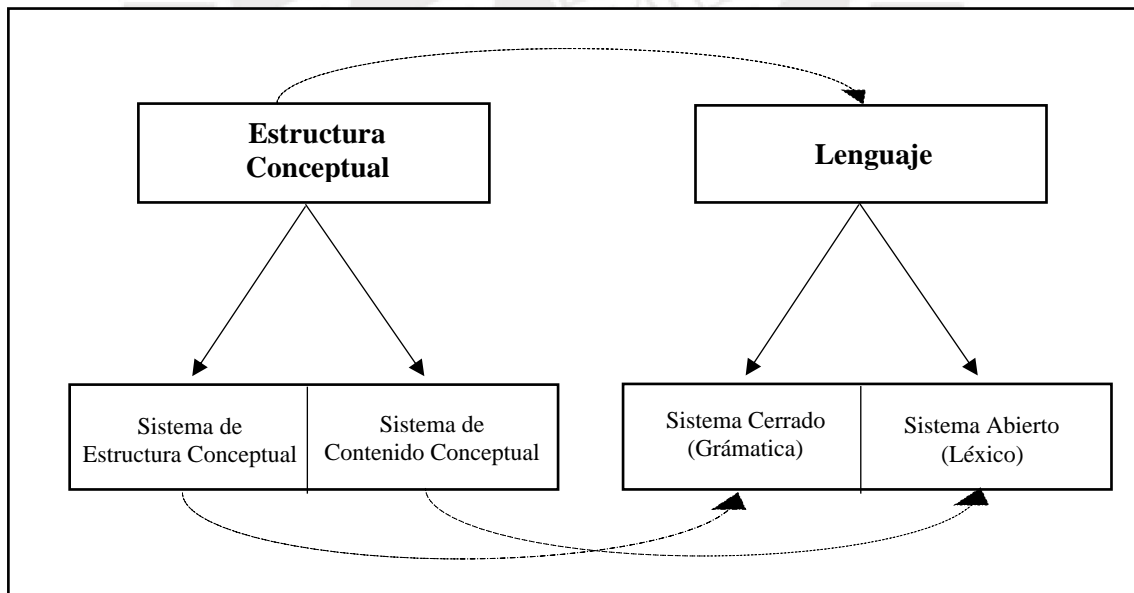 Estructura
Conceptual
Lenguaje
Sistema de
Estructura Conceptual
Sistema de
Contenido Conceptual
Sistema Cerrado
(Grámatica)
Sistema Abierto
(Léxico)